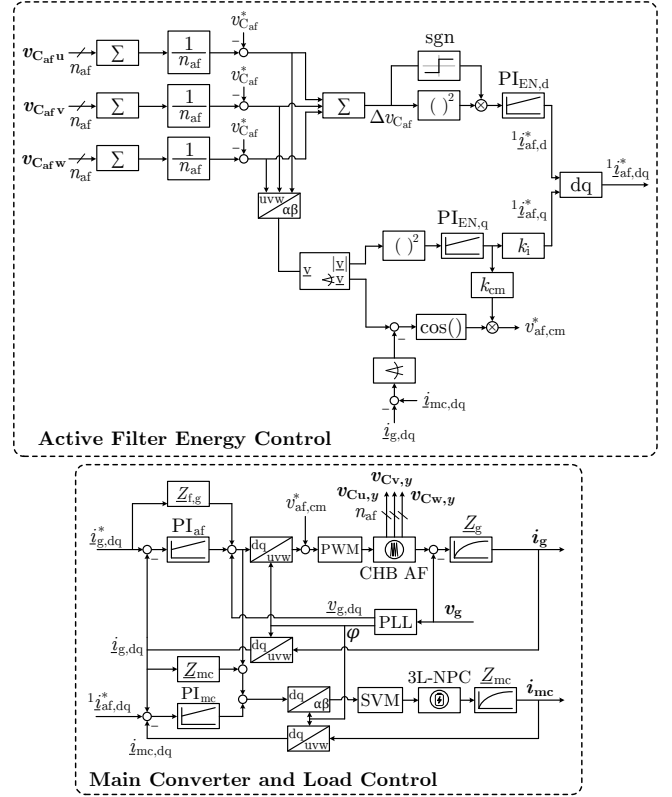 v*Caf
sgn
vCaf u
naf
Σ
1/naf
PIEN,d
v*Caf
vCaf v
naf
Σ
1/naf
Σ
ΔvCaf
( )²
1i*af,d
v*Caf
vCaf w
naf
Σ
1/naf
dq
1i*af,dq
uvw
αβ
1i*af,q
PIEN,q
v
|v|
∢v
( )²
ki
kcm
cos()
v*af,cm
∢
imc,dq
ig,dq
Active Filter Energy Control
vCv,y
vCu,y
vCw,y
Zf,g
v*af,cm
naf
i*g,dq
PIaf
Zg
ig
dq
uvw
PWM
CHB AF
vg,dq
PLL
vg
φ
ig,dq
dq
uvw
Zmc
3L-NPC
Zmc
PImc
imc
1i*af,dq
dq
αβ
SVM
imc,dq
dq
uvw
Main Converter and Load Control